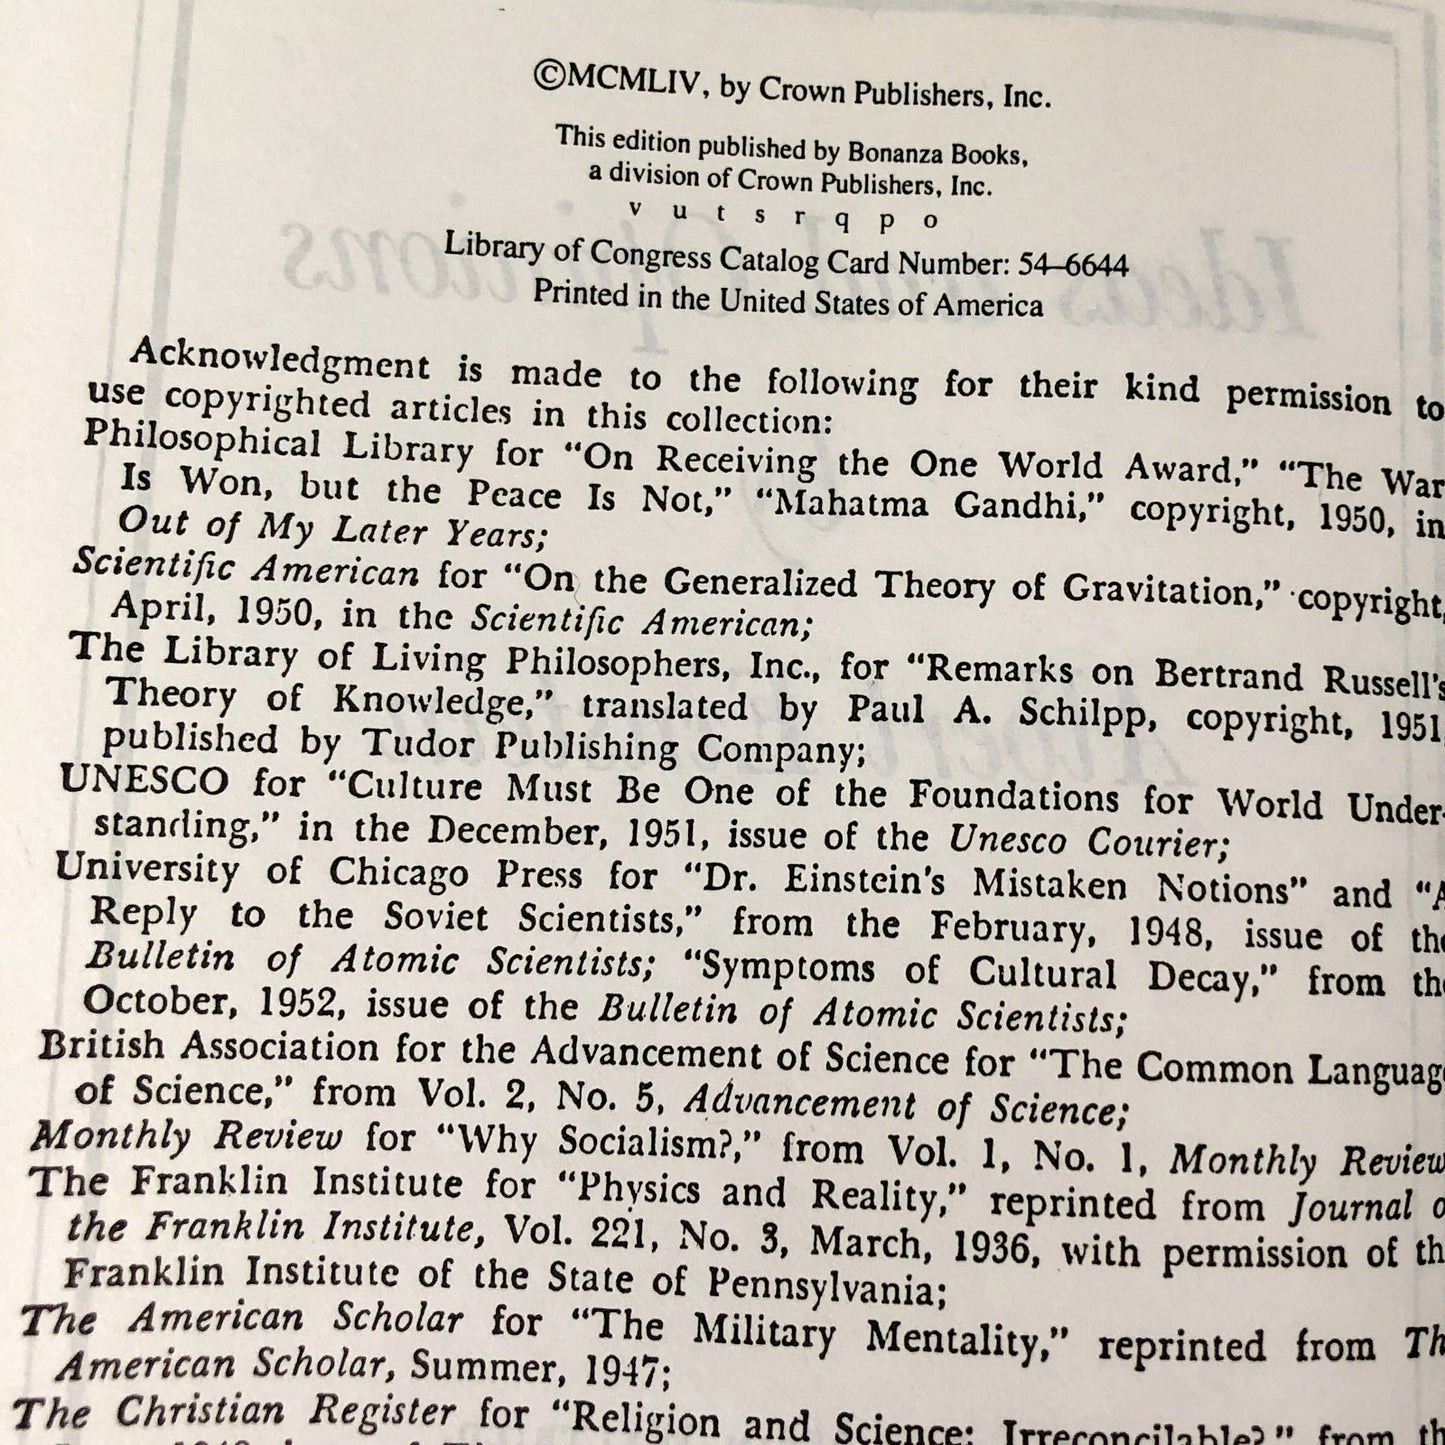 ©MCMLIV, by Crown Publishers, Inc.
This edition published by Bonanza Books,
a division of Crown Publishers, Inc.
v u t s r q p o
Library of Congress Catalog Card Number: 54–6644
Printed in the United States of America
Acknowledgment is made to the following for their kind permission to
use copyrighted articles in this collection:
Philosophical Library for “On Receiving the One World Award,” “The War
Is Won, but the Peace Is Not,” “Mahatma Gandhi,” copyright, 1950, in
Out of My Later Years;
Scientific American for “On the Generalized Theory of Gravitation,” copyright,
April, 1950, in the Scientific American;
The Library of Living Philosophers, Inc., for “Remarks on Bertrand Russell's
Theory of Knowledge,” translated by Paul A. Schilpp, copyright, 1951,
published by Tudor Publishing Company;
UNESCO for “Culture Must Be One of the Foundations for World Under-
standing,” in the December, 1951, issue of the Unesco Courier;
University of Chicago Press for “Dr. Einstein's Mistaken Notions” and “A
Reply to the Soviet Scientists,” from the February, 1948, issue of the
Bulletin of Atomic Scientists; “Symptoms of Cultural Decay,” from the
October, 1952, issue of the Bulletin of Atomic Scientists;
British Association for the Advancement of Science for “The Common Language
of Science,” from Vol. 2, No. 5, Advancement of Science;
Monthly Review for “Why Socialism?,” from Vol. 1, No. 1, Monthly Review
The Franklin Institute for “Physics and Reality,” reprinted from Journal o
the Franklin Institute, Vol. 221, No. 3, March, 1936, with permission of th
Franklin Institute of the State of Pennsylvania;
The American Scholar for “The Military Mentality,” reprinted from Th
American Scholar, Summer, 1947;
The Christian Register for “Religion and Science: Irreconcilable?” from th